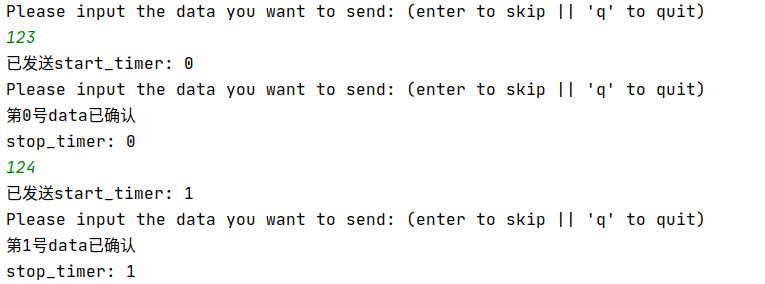 Please input the data you want to send: (enter to skip || 'q' to quit)
123
已发送start_timer: 0
Please input the data you want to send: (enter to skip || 'q' to quit)
第0号data已确认
stop_timer: 0
124
已发送start_timer: 1
Please input the data you want to send: (enter to skip || 'q' to quit)
第1号data已确认
stop_timer: 1